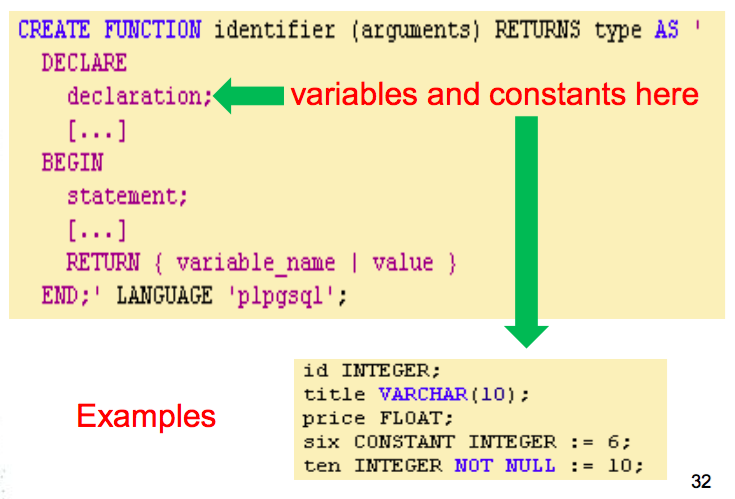 CREATE FUNCTION identifier (arguments) RETURNS type AS '
DECLARE
declaration;
variables and constants here
[...]
BEGIN
statement;
[...]
RETURN { variable_name | value }
END;' LANGUAGE 'plpgsql';
Examples
id INTEGER;
title VARCHAR(10);
price FLOAT;
six CONSTANT INTEGER := 6;
ten INTEGER NOT NULL := 10;
32